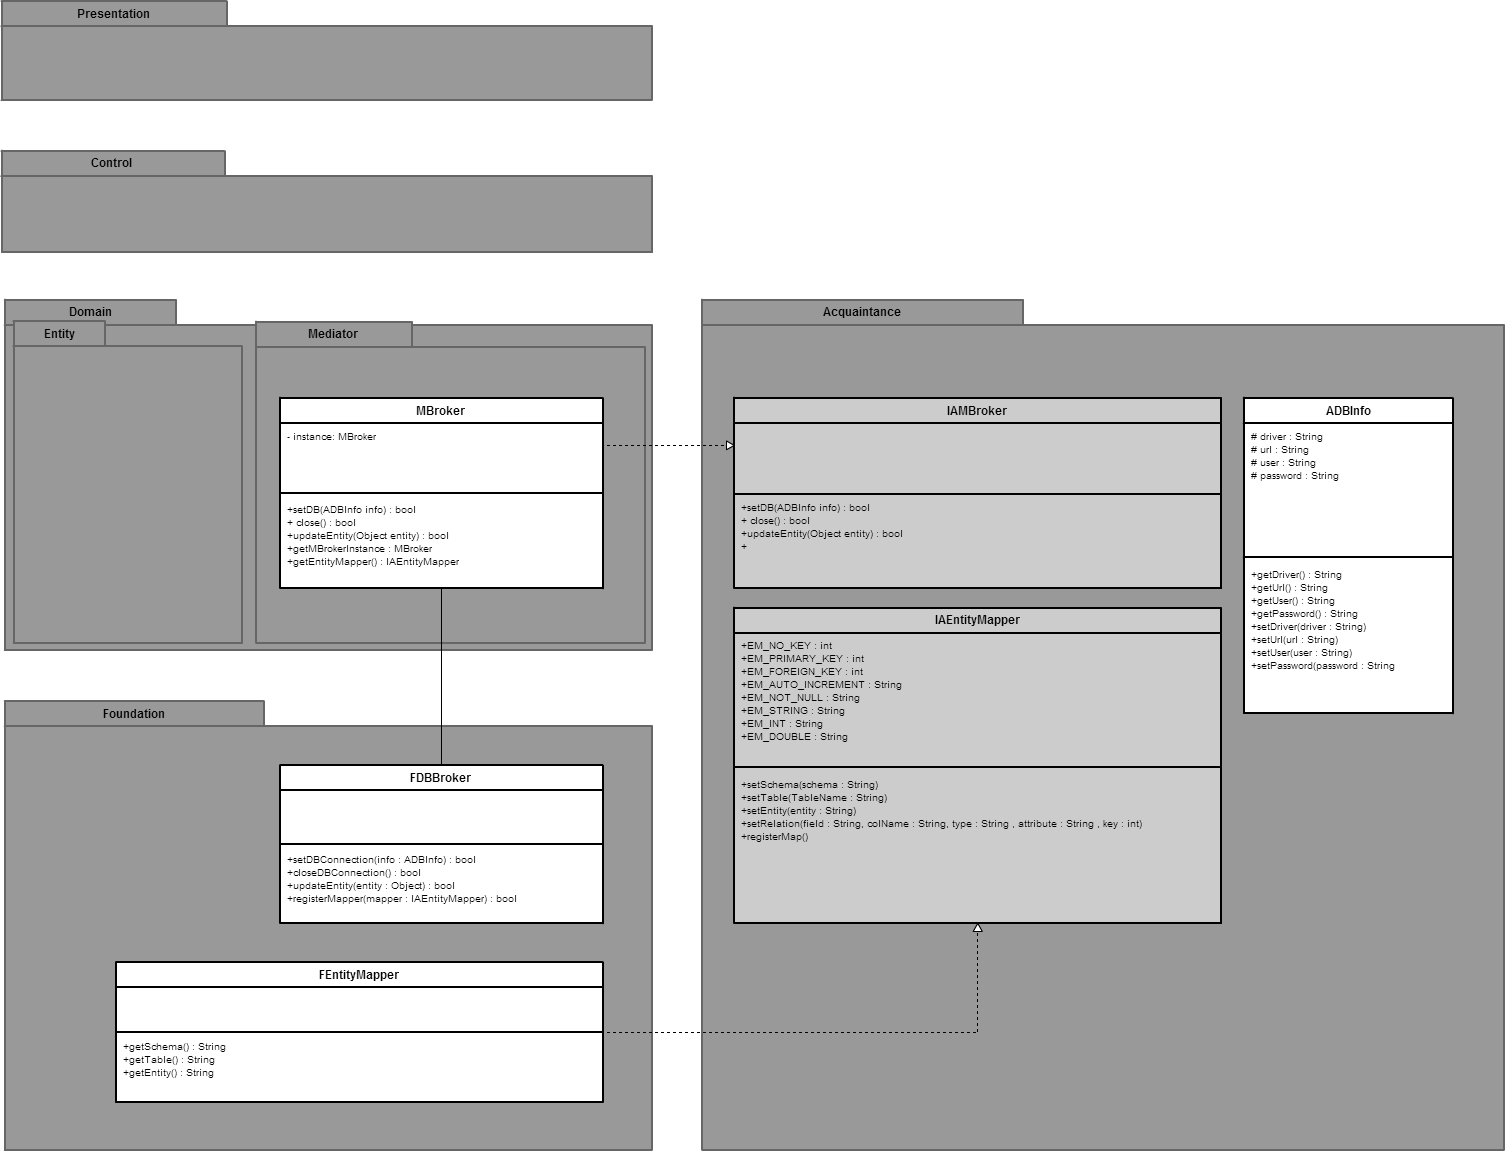 Presentation
Control
Domain
Entity
Mediator
MBroker
- instance: MBroker
+setDB(ADBInfo info) : bool
+ close() : bool
+updateEntity(Object entity) : bool
+getMBrokerInstance : MBroker
+getEntityMapper() : IAEntityMapper
Foundation
FDBBroker
+setDBConnection(info : ADBInfo) : bool
+closeDBConnection() : bool
+updateEntity(entity : Object) : bool
+registerMapper(mapper : IAEntityMapper) : bool
FEntityMapper
+getSchema() : String
+getTable() : String
+getEntity() : String
Acquaintance
IAMBroker
+setDB(ADBInfo info) : bool
+ close() : bool
+updateEntity(Object entity) : bool
+
IAEntityMapper
+EM_NO_KEY : int
+EM_PRIMARY_KEY : int
+EM_FOREIGN_KEY : int
+EM_AUTO_INCREMENT : String
+EM_NOT_NULL : String
+EM_STRING : String
+EM_INT : String
+EM_DOUBLE : String
+setSchema(schema : String)
+setTable(TableName : String)
+setEntity(entity : String)
+setRelation(field : String, colName : String, type : String , attribute : String , key : int)
+registerMap()
ADBInfo
# driver : String
# url : String
# user : String
# password : String
+getDriver() : String
+getUrl() : String
+getUser() : String
+getPassword() : String
+setDriver(driver : String)
+setUrl(url : String)
+setUser(user : String)
+setPassword(password : String